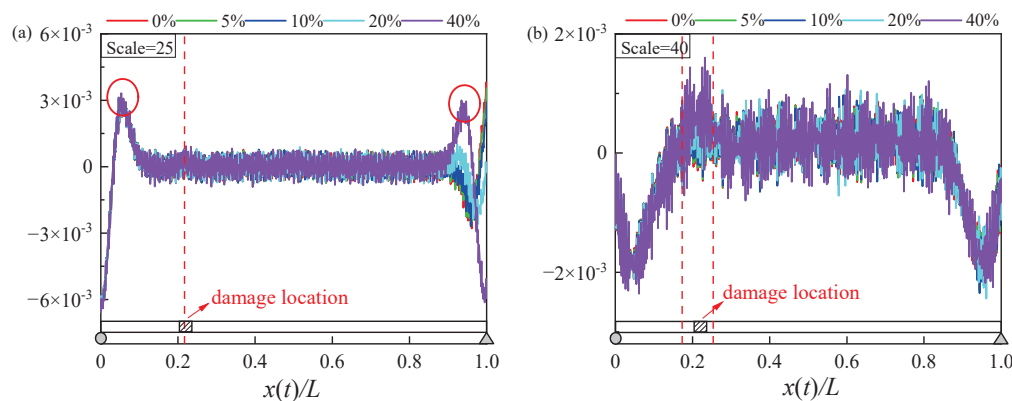 0% 5% 10% 20% 40%
(a)
6×10⁻³
Scale=25
3×10⁻³
0
−3×10⁻³
−6×10⁻³
damage location
0 0.2 0.4 0.6 0.8 1.0
x(t)/L
0% 5% 10% 20% 40%
(b)
2×10⁻³
Scale=40
0
−2×10⁻³
damage location
0 0.2 0.4 0.6 0.8 1.0
x(t)/L